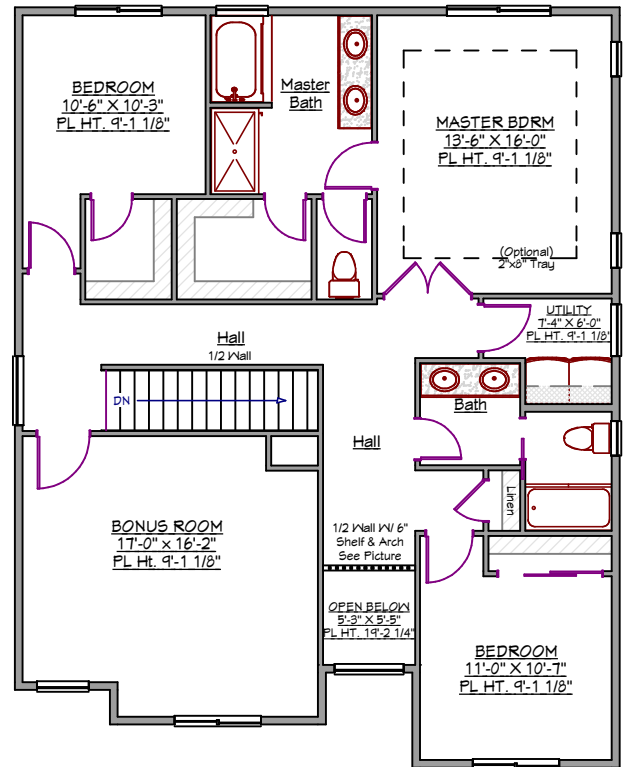 BEDROOM
10'-6" X 10'-3"
PL HT. 9'-1 1/8"
Master
Bath
MASTER BDRM
13'-6" X 16'-0"
PL HT. 9'-1 1/8"
(Optional)
2"x8" Tray
UTILITY
7'-4" X 6'-0"
PL HT. 9'-1 1/8"
Hall
1/2 Wall
DN
Bath
Hall
Linen
BONUS ROOM
17'-0" X 16'-2"
PL Ht. 9'-1 1/8"
1/2 Wall W/ 6"
Shelf & Arch
See Picture
OPEN BELOW
5'-3" X 5'-5"
PL HT. 19'-2 1/4"
BEDROOM
11'-0" X 10'-7"
PL HT. 9'-1 1/8"